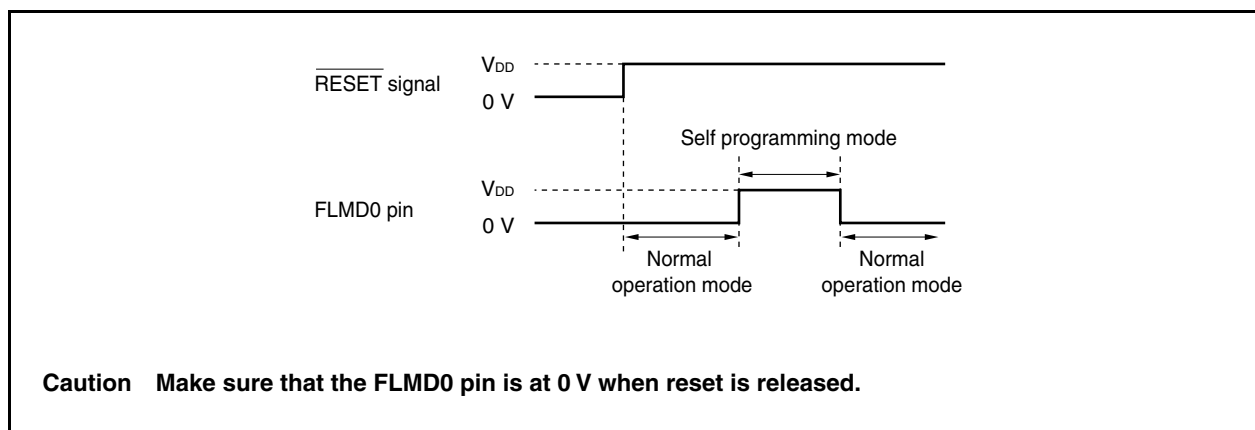 RESET signal
VDD
0 V
Self programming mode
FLMD0 pin
VDD
0 V
Normal
operation mode
Normal
operation mode
Caution Make sure that the FLMD0 pin is at 0 V when reset is released.